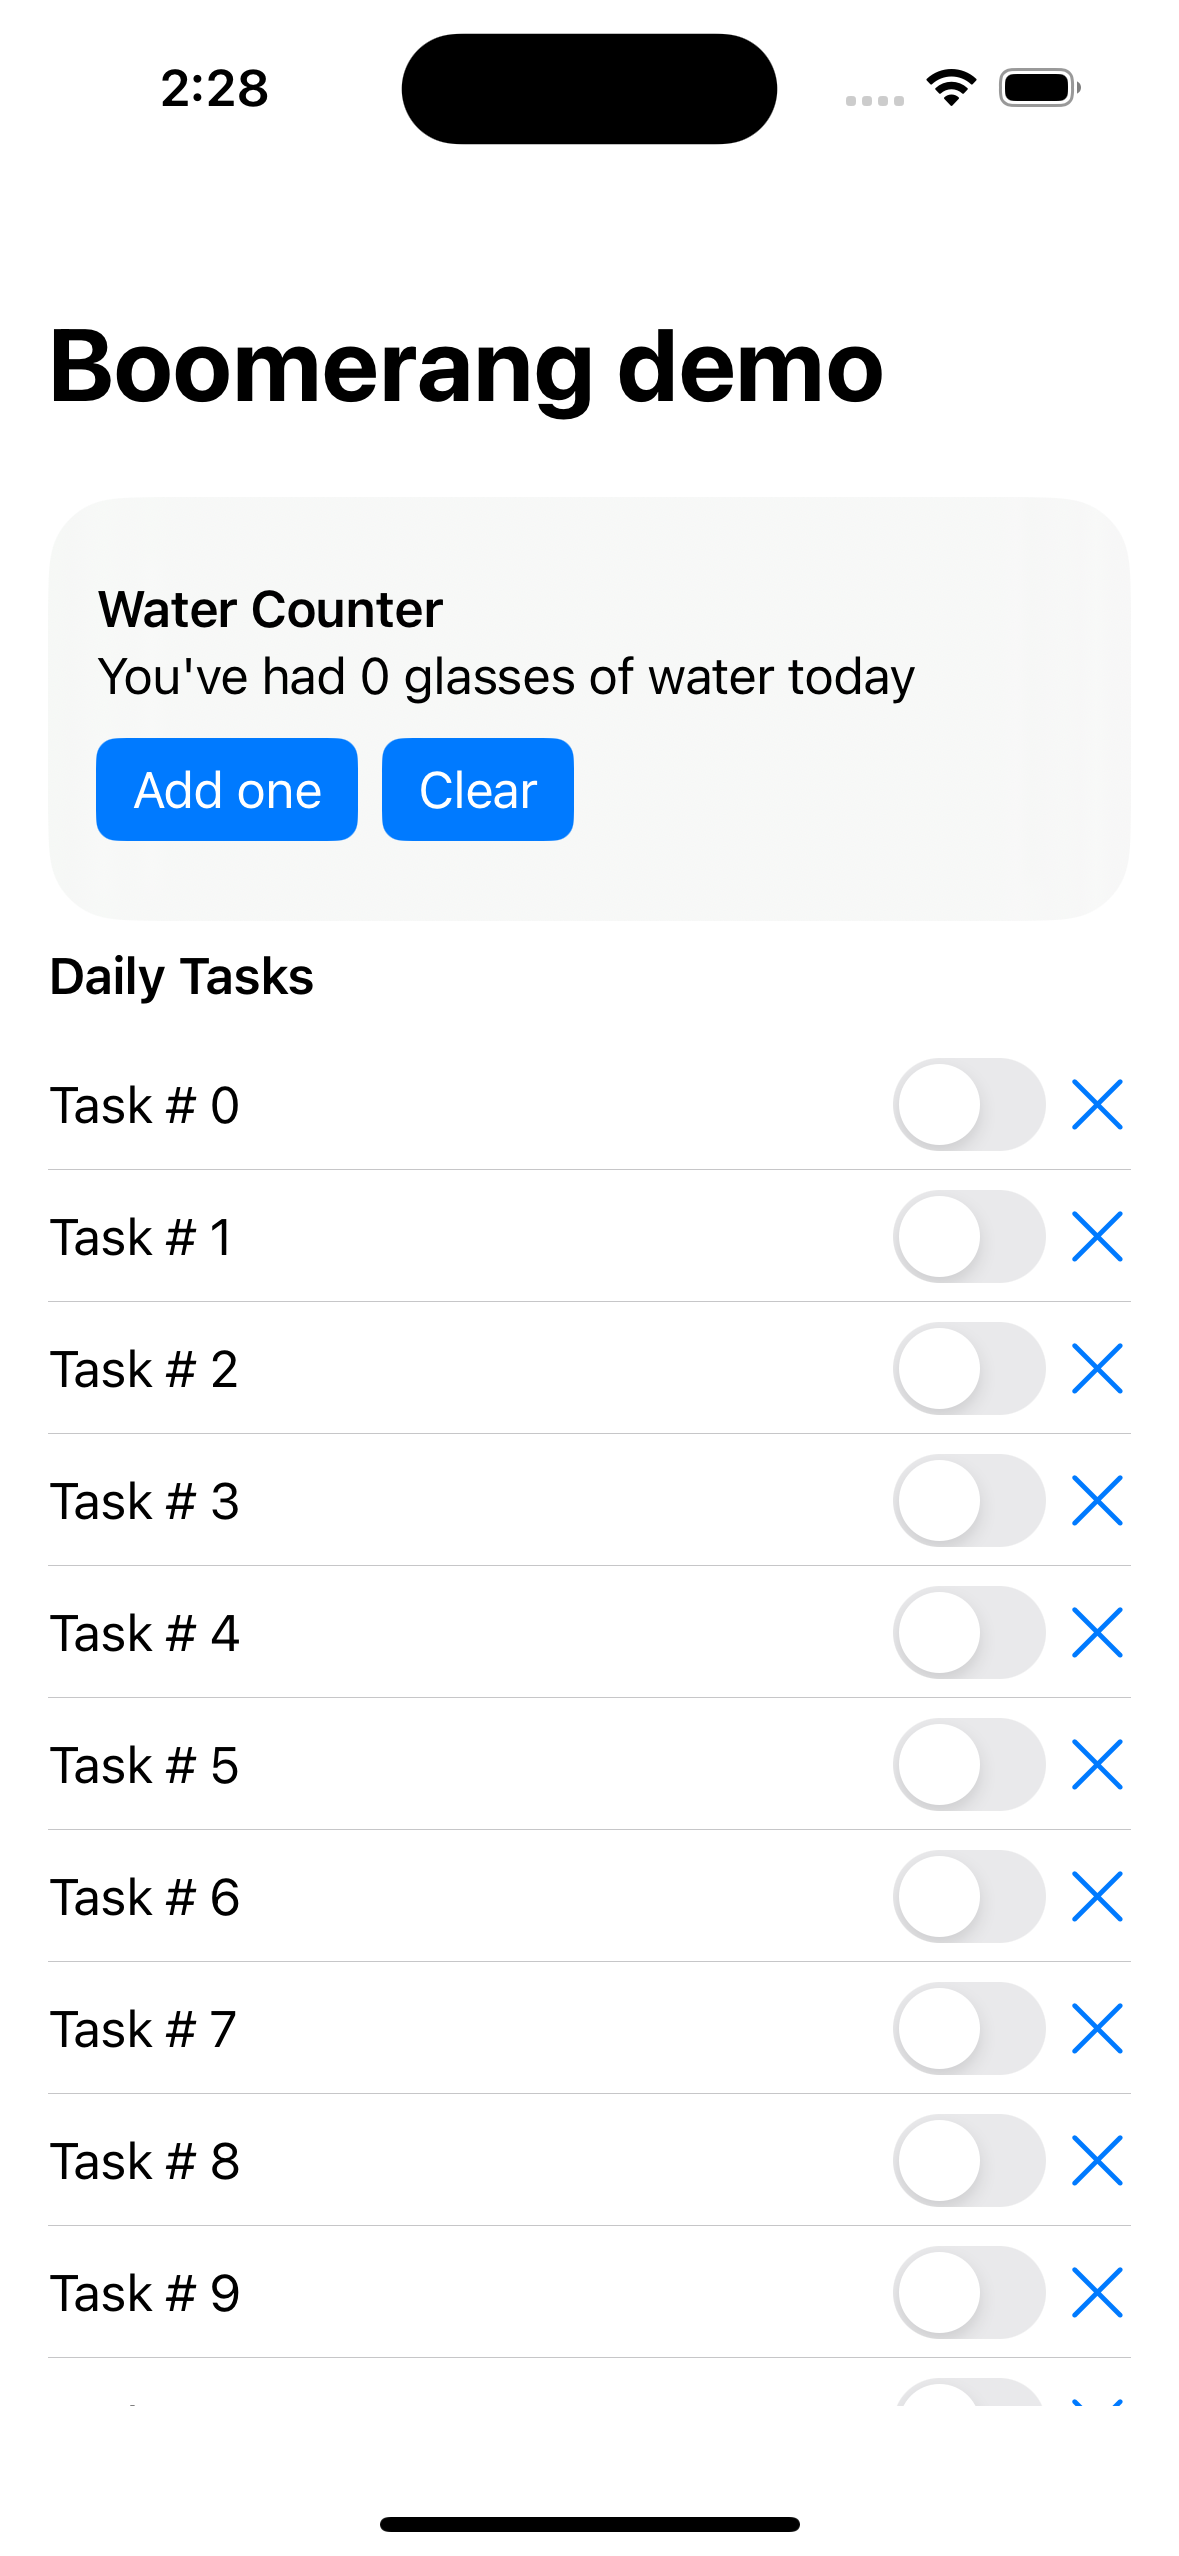 2:28
Boomerang demo
Water Counter
You've had 0 glasses of water today
Add one Clear
Daily Tasks
Task # 0
Task # 1
Task # 2
Task # 3
Task # 4
Task # 5
Task # 6
Task # 7
Task # 8
Task # 9